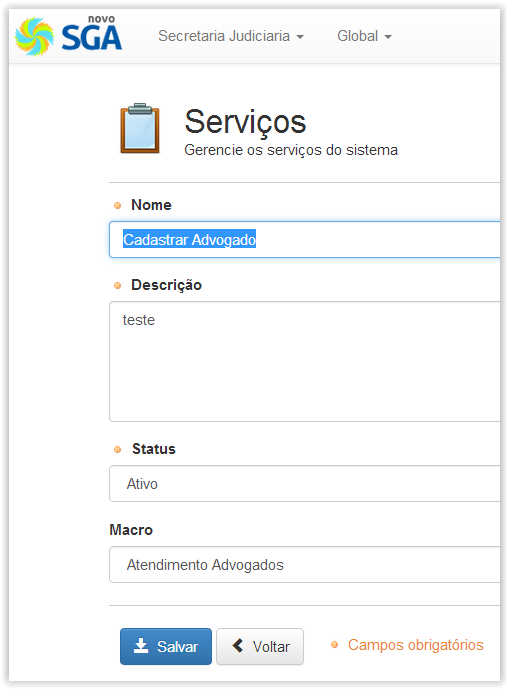 novo
SGA
Secretaria Judiciaria
Global
Serviços
Gerencie os serviços do sistema
Nome
Cadastrar Advogado
Descrição
teste
Status
Ativo
Macro
Atendimento Advogados
Salvar
Voltar
Campos obrigatórios